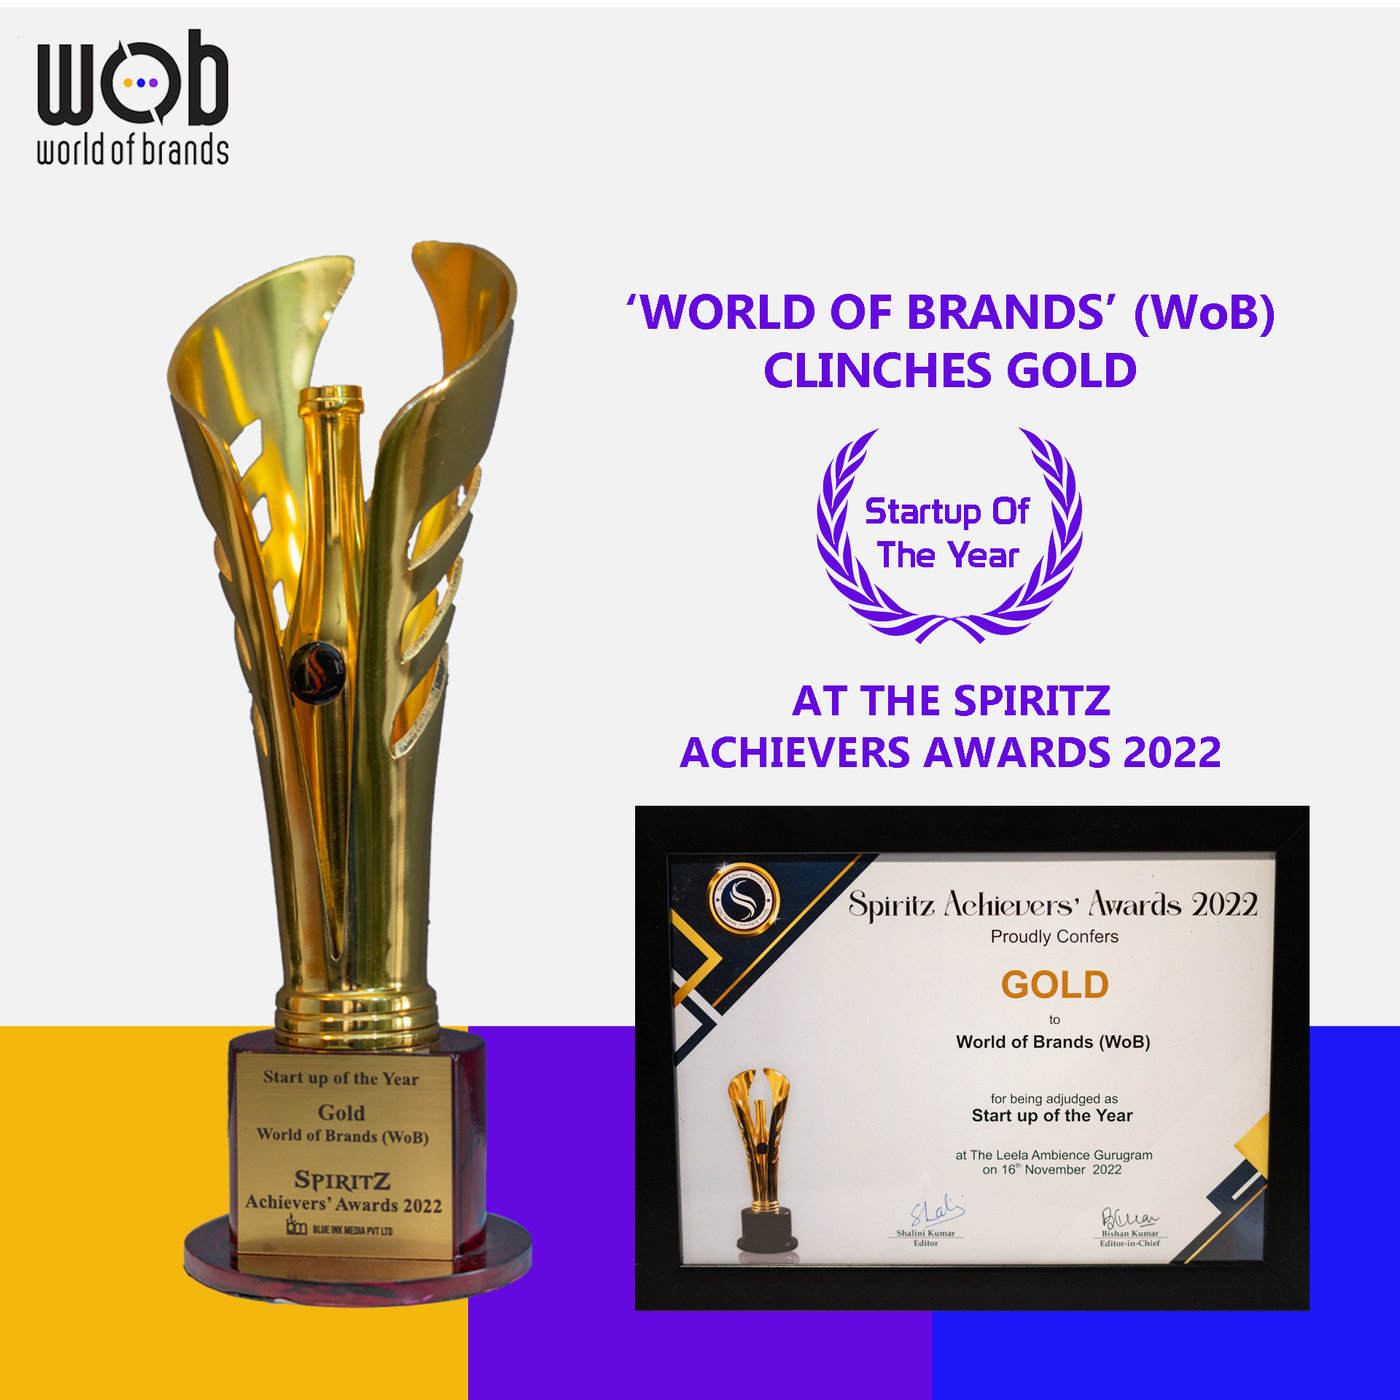 wob
world of brands
‘WORLD OF BRANDS’ (WoB)
CLINCHES GOLD
Startup Of
The Year
AT THE SPIRITZ
ACHIEVERS AWARDS 2022
Start up of the Year
Gold
World of Brands (WoB)
SPIRITZ
Achievers’ Awards 2022
BLUE INK MEDIA PVT LTD
Spiritz Achievers’ Awards 2022
Proudly Confers
GOLD
to
World of Brands (WoB)
for being adjudged as
Start up of the Year
at The Leela Ambience Gurugram
on 16th November 2022
Shalini Kumar
Editor
Bishan Kumar
Editor-in-Chief